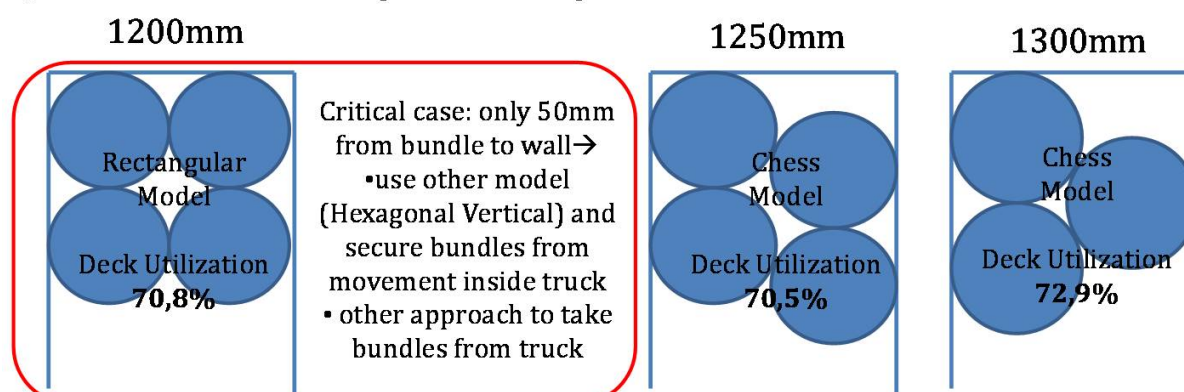 1200mm
Rectangular
Model
Deck Utilization
70,8%
Critical case: only 50mm
from bundle to wall→
•use other model
(Hexagonal Vertical) and
secure bundles from
movement inside truck
• other approach to take
bundles from truck
1250mm
Chess
Model
Deck Utilization
70,5%
1300mm
Chess
Model
Deck Utilization
72,9%